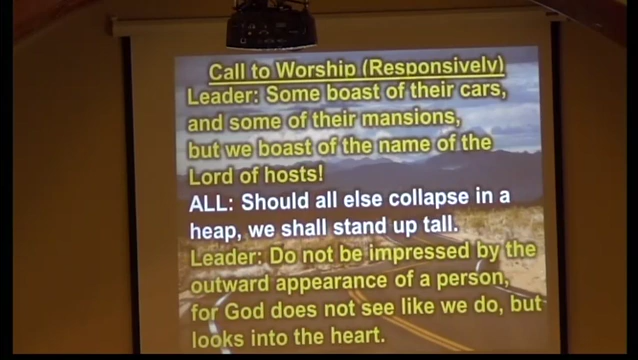 Call to Worship (Responsively)
Leader: Some boast of their cars,
and some of their mansions,
but we boast of the name of the
Lord of hosts!
ALL: Should all else collapse in a
heap, we shall stand up tall.
Leader: Do not be impressed by the
outward appearance of a person,
for God does not see like we do, but
looks into the heart.